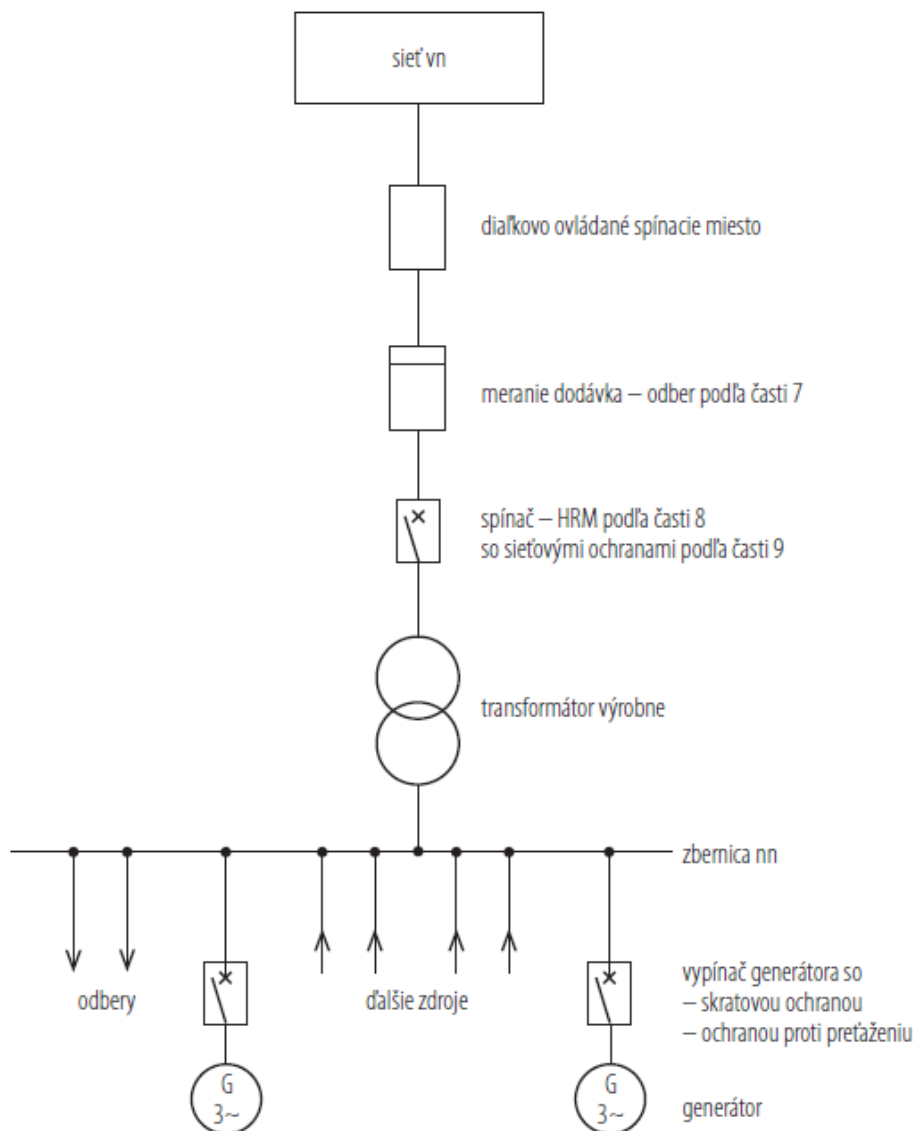 sieť vn
diaľkovo ovládané spínacie miesto
meranie dodávka – odber podľa časti 7
spínač – HRM podľa časti 8
so sieťovými ochranami podľa časti 9
transformátor výrobne
zbernica nn
odbery
ďalšie zdroje
vypínač generátora so
– skratovou ochranou
– ochranou proti preťaženiu
G
3~
G
3~
generátor